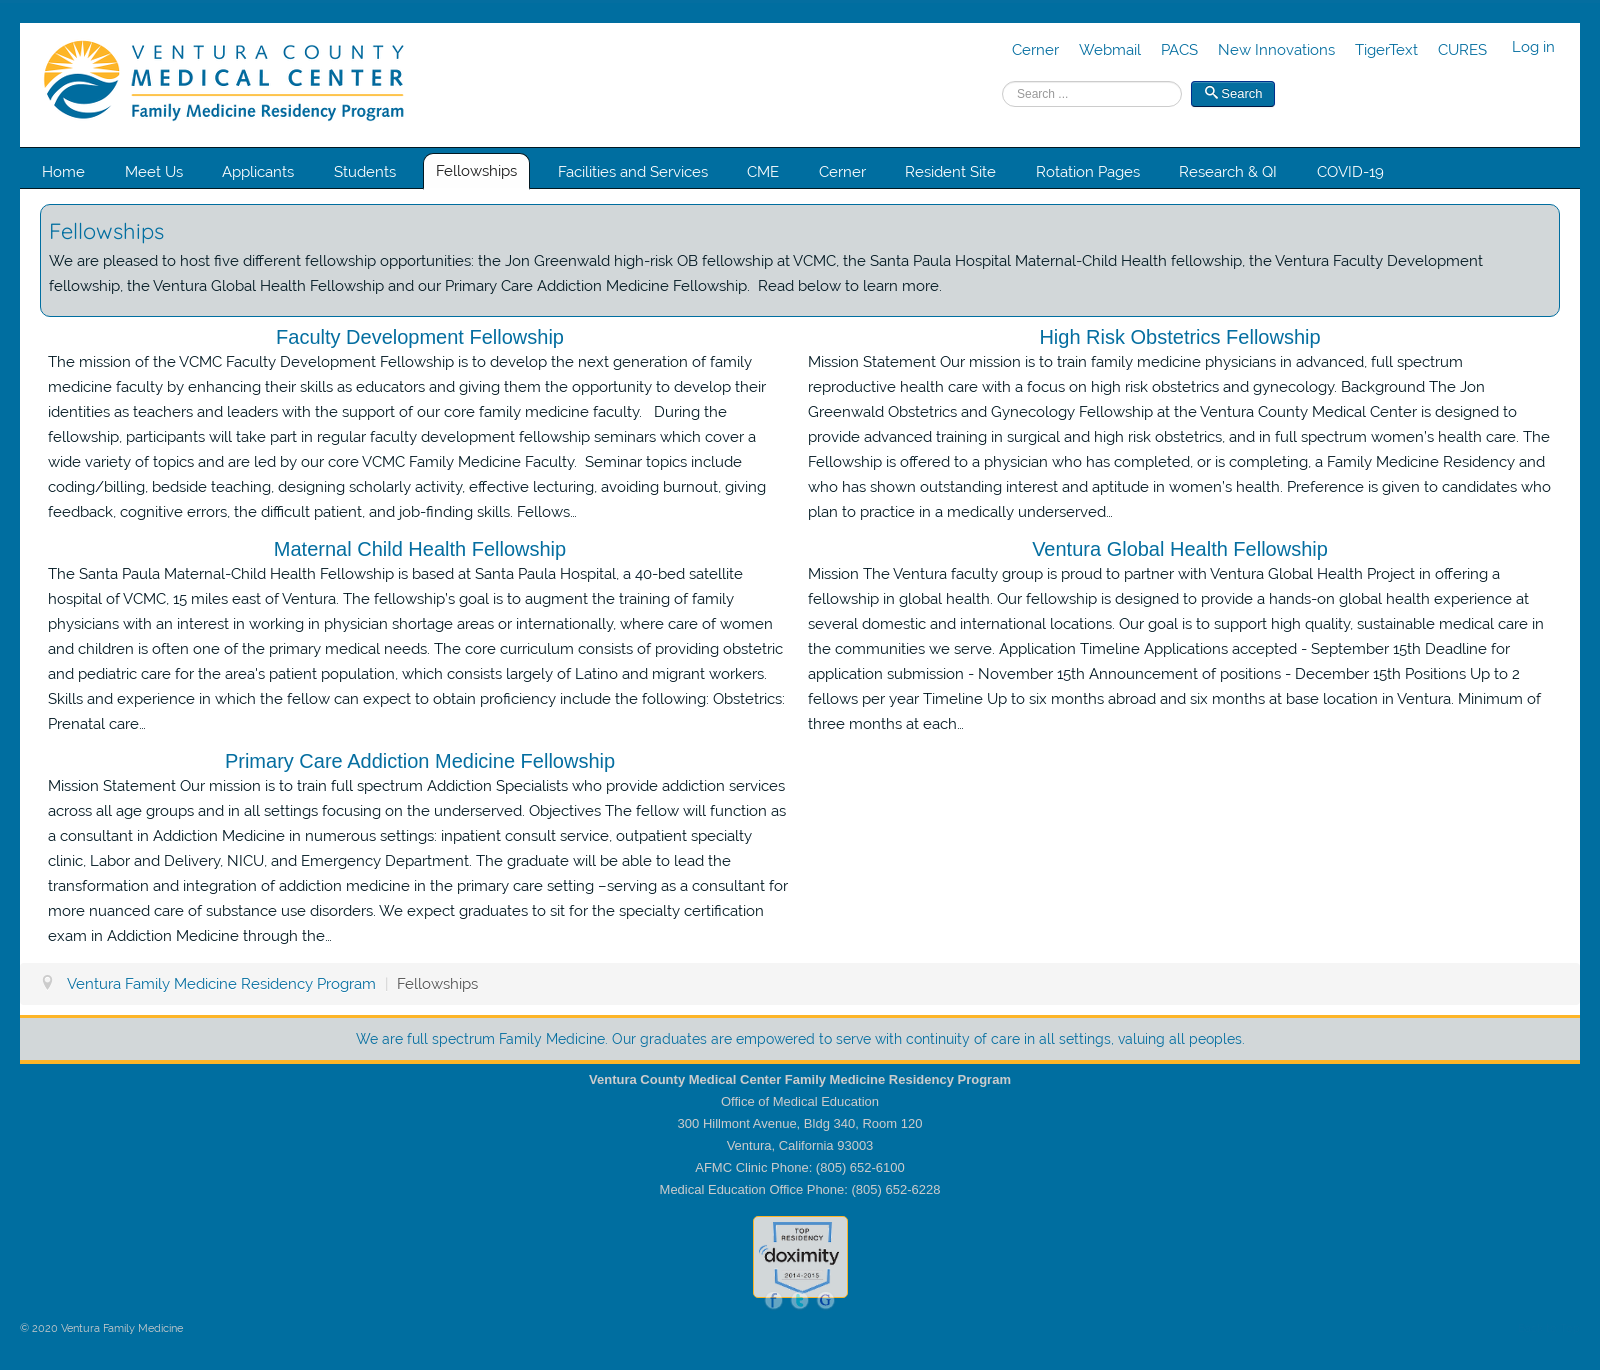 VENTURA COUNTY
MEDICAL CENTER
Family Medicine Residency Program
Cerner Webmail PACS New Innovations TigerText CURES Log in
Search ... Search
Home Meet Us Applicants Students Fellowships Facilities and Services CME Cerner Resident Site Rotation Pages Research & QI COVID-19
Fellowships
We are pleased to host five different fellowship opportunities: the Jon Greenwald high-risk OB fellowship at VCMC, the Santa Paula Hospital Maternal-Child Health fellowship, the Ventura Faculty Development
fellowship, the Ventura Global Health Fellowship and our Primary Care Addiction Medicine Fellowship. Read below to learn more.
Faculty Development Fellowship
The mission of the VCMC Faculty Development Fellowship is to develop the next generation of family
medicine faculty by enhancing their skills as educators and giving them the opportunity to develop their
identities as teachers and leaders with the support of our core family medicine faculty. During the
fellowship, participants will take part in regular faculty development fellowship seminars which cover a
wide variety of topics and are led by our core VCMC Family Medicine Faculty. Seminar topics include
coding/billing, bedside teaching, designing scholarly activity, effective lecturing, avoiding burnout, giving
feedback, cognitive errors, the difficult patient, and job-finding skills. Fellows...
High Risk Obstetrics Fellowship
Mission Statement Our mission is to train family medicine physicians in advanced, full spectrum
reproductive health care with a focus on high risk obstetrics and gynecology. Background The Jon
Greenwald Obstetrics and Gynecology Fellowship at the Ventura County Medical Center is designed to
provide advanced training in surgical and high risk obstetrics, and in full spectrum women's health care. The
Fellowship is offered to a physician who has completed, or is completing, a Family Medicine Residency and
who has shown outstanding interest and aptitude in women's health. Preference is given to candidates who
plan to practice in a medically underserved...
Maternal Child Health Fellowship
The Santa Paula Maternal-Child Health Fellowship is based at Santa Paula Hospital, a 40-bed satellite
hospital of VCMC, 15 miles east of Ventura. The fellowship's goal is to augment the training of family
physicians with an interest in working in physician shortage areas or internationally, where care of women
and children is often one of the primary medical needs. The core curriculum consists of providing obstetric
and pediatric care for the area's patient population, which consists largely of Latino and migrant workers.
Skills and experience in which the fellow can expect to obtain proficiency include the following: Obstetrics:
Prenatal care...
Ventura Global Health Fellowship
Mission The Ventura faculty group is proud to partner with Ventura Global Health Project in offering a
fellowship in global health. Our fellowship is designed to provide a hands-on global health experience at
several domestic and international locations. Our goal is to support high quality, sustainable medical care in
the communities we serve. Application Timeline Applications accepted - September 15th Deadline for
application submission - November 15th Announcement of positions - December 15th Positions Up to 2
fellows per year Timeline Up to six months abroad and six months at base location in Ventura. Minimum of
three months at each...
Primary Care Addiction Medicine Fellowship
Mission Statement Our mission is to train full spectrum Addiction Specialists who provide addiction services
across all age groups and in all settings focusing on the underserved. Objectives The fellow will function as
a consultant in Addiction Medicine in numerous settings: inpatient consult service, outpatient specialty
clinic, Labor and Delivery, NICU, and Emergency Department. The graduate will be able to lead the
transformation and integration of addiction medicine in the primary care setting –serving as a consultant for
more nuanced care of substance use disorders. We expect graduates to sit for the specialty certification
exam in Addiction Medicine through the...
Ventura Family Medicine Residency Program | Fellowships
We are full spectrum Family Medicine. Our graduates are empowered to serve with continuity of care in all settings, valuing all peoples.
Ventura County Medical Center Family Medicine Residency Program
Office of Medical Education
300 Hillmont Avenue, Bldg 340, Room 120
Ventura, California 93003
AFMC Clinic Phone: (805) 652-6100
Medical Education Office Phone: (805) 652-6228
TOP
RESIDENCY
doximity
2014-2015
f t G
© 2020 Ventura Family Medicine